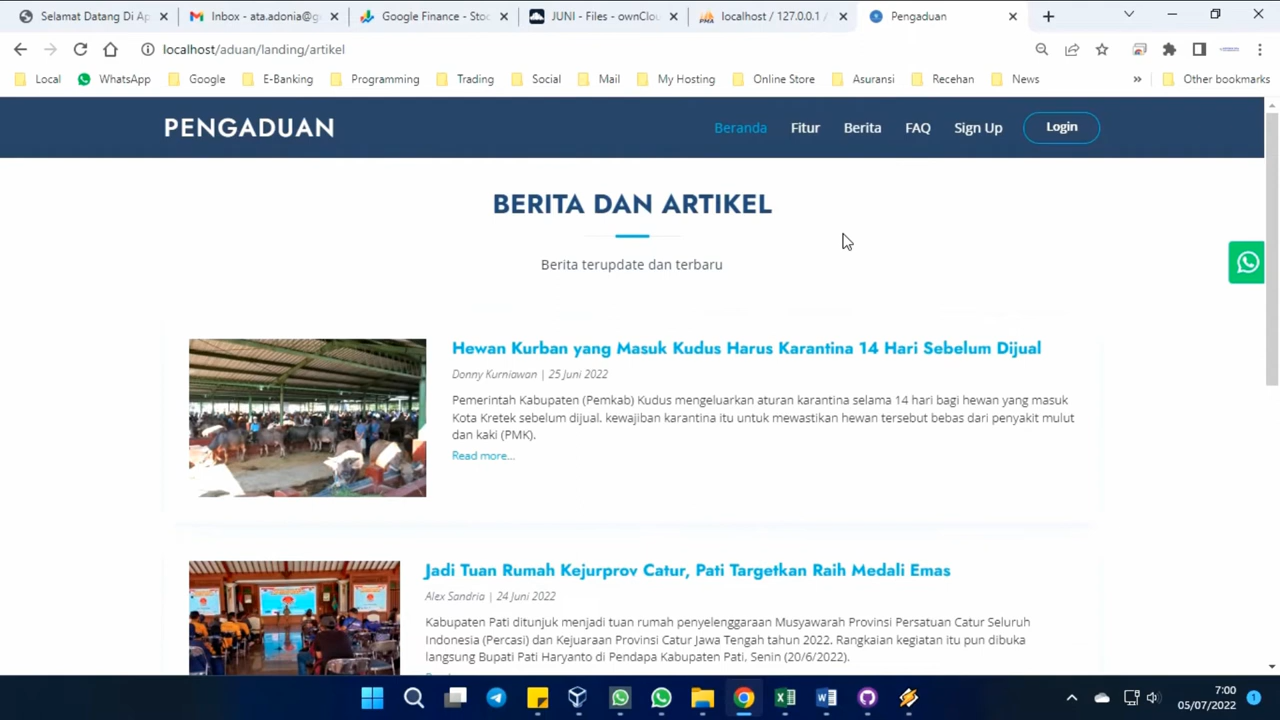 Selamat Datang Di Ap
Inbox - ata.adonia@g
Google Finance - Stoc
JUNI - Files - ownClou
localhost / 127.0.0.1 /
Pengaduan
localhost/aduan/landing/artikel
Local
WhatsApp
Google
E-Banking
Programming
Trading
Social
Mail
My Hosting
Online Store
Asuransi
Recehan
News
»
Other bookmarks
PENGADUAN
Beranda
Fitur
Berita
FAQ
Sign Up
Login
BERITA DAN ARTIKEL
Berita terupdate dan terbaru
Hewan Kurban yang Masuk Kudus Harus Karantina 14 Hari Sebelum Dijual
Donny Kurniawan | 25 Juni 2022
Pemerintah Kabupaten (Pemkab) Kudus mengeluarkan aturan karantina selama 14 hari bagi hewan yang masuk
Kota Kretek sebelum dijual. kewajiban karantina itu untuk mewastikan hewan tersebut bebas dari penyakit mulut
dan kaki (PMK).
Read more...
Jadi Tuan Rumah Kejurprov Catur, Pati Targetkan Raih Medali Emas
Alex Sandria | 24 Juni 2022
Kabupaten Pati ditunjuk menjadi tuan rumah penyelenggaraan Musyawarah Provinsi Persatuan Catur Seluruh
Indonesia (Percasi) dan Kejuaraan Provinsi Catur Jawa Tengah tahun 2022. Rangkaian kegiatan itu pun dibuka
langsung Bupati Pati Haryanto di Pendapa Kabupaten Pati, Senin (20/6/2022).
7:00
05/07/2022
1